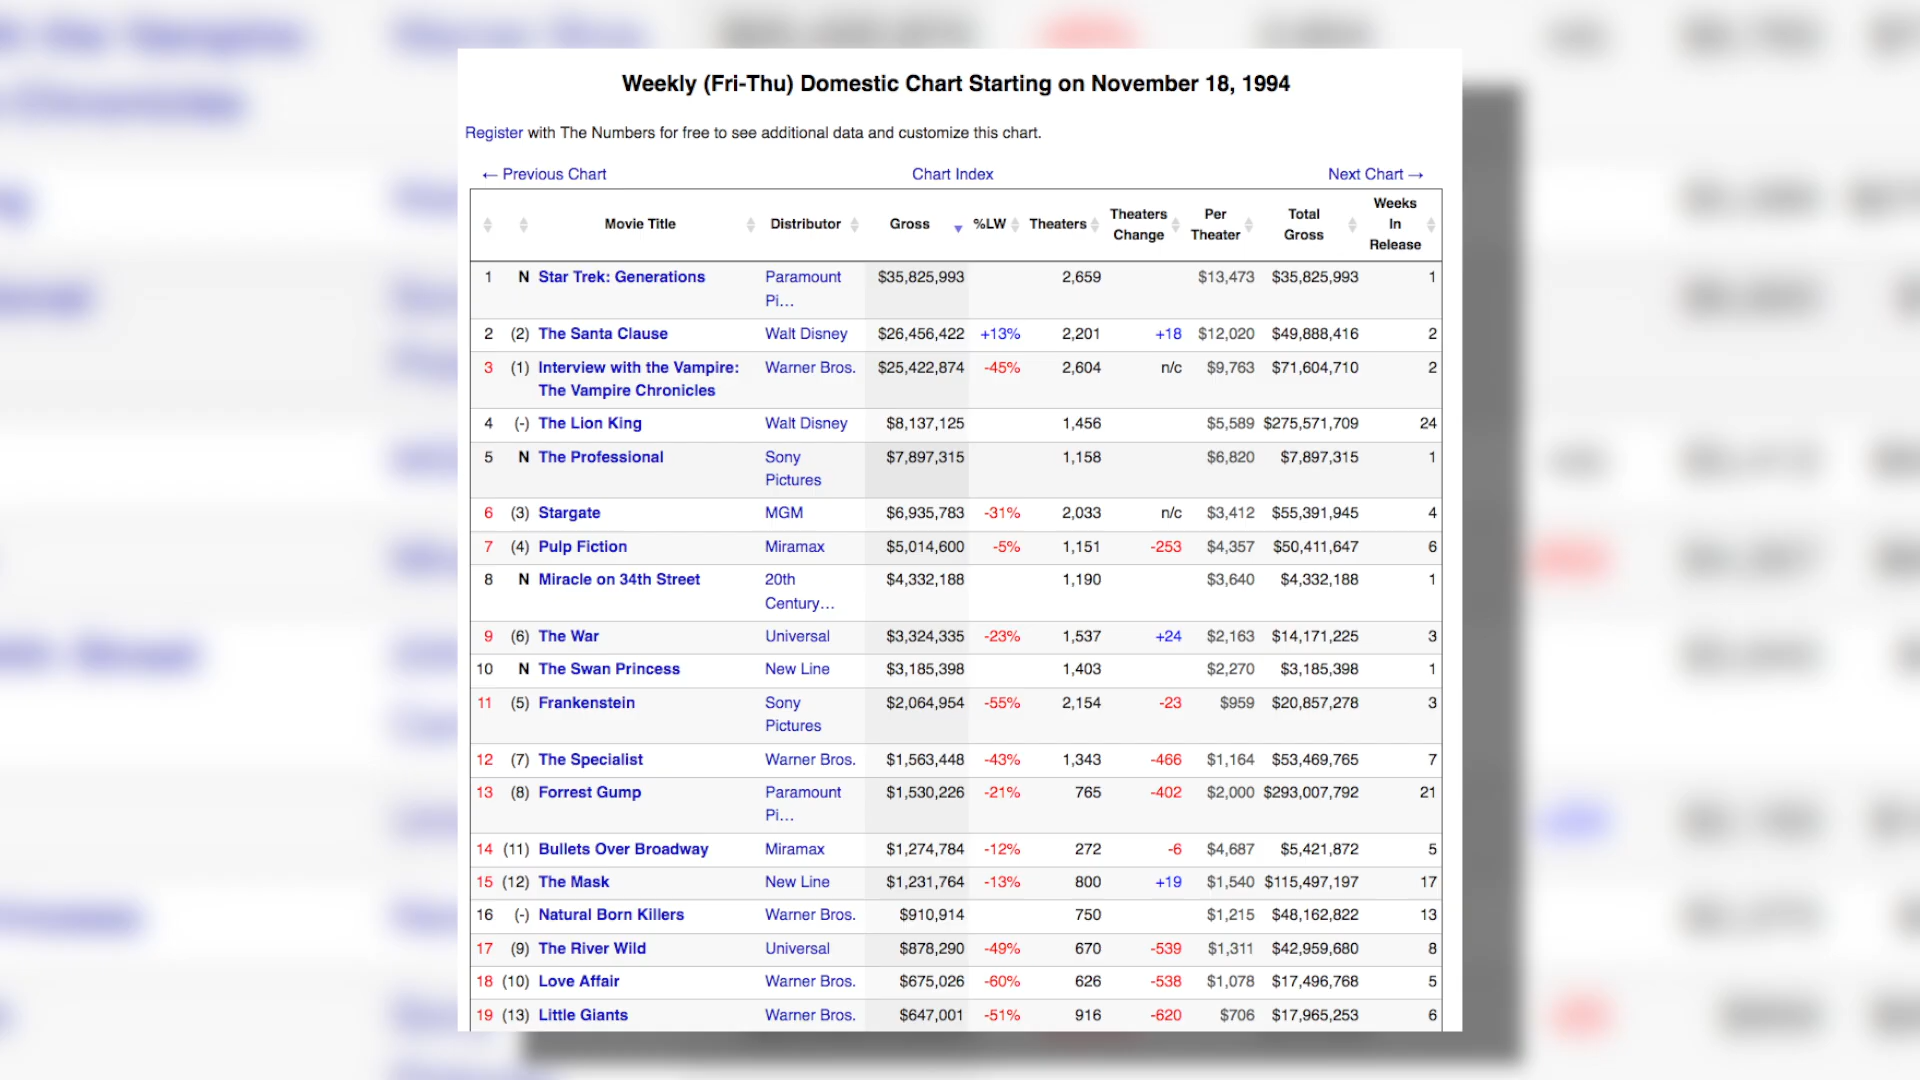 Weekly (Fri-Thu) Domestic Chart Starting on November 18, 1994
Register with The Numbers for free to see additional data and customize this chart.
← Previous Chart Chart Index Next Chart →
Movie Title Distributor Gross %LW Theaters Theaters Change Per Theater Total Gross Weeks In Release
1 N Star Trek: Generations Paramount Pi… $35,825,993 2,659 $13,473 $35,825,993 1
2 (2) The Santa Clause Walt Disney $26,456,422 +13% 2,201 +18 $12,020 $49,888,416 2
3 (1) Interview with the Vampire: The Vampire Chronicles Warner Bros. $25,422,874 -45% 2,604 n/c $9,763 $71,604,710 2
4 (-) The Lion King Walt Disney $8,137,125 1,456 $5,589 $275,571,709 24
5 N The Professional Sony Pictures $7,897,315 1,158 $6,820 $7,897,315 1
6 (3) Stargate MGM $6,935,783 -31% 2,033 n/c $3,412 $55,391,945 4
7 (4) Pulp Fiction Miramax $5,014,600 -5% 1,151 -253 $4,357 $50,411,647 6
8 N Miracle on 34th Street 20th Century… $4,332,188 1,190 $3,640 $4,332,188 1
9 (6) The War Universal $3,324,335 -23% 1,537 +24 $2,163 $14,171,225 3
10 N The Swan Princess New Line $3,185,398 1,403 $2,270 $3,185,398 1
11 (5) Frankenstein Sony Pictures $2,064,954 -55% 2,154 -23 $959 $20,857,278 3
12 (7) The Specialist Warner Bros. $1,563,448 -43% 1,343 -466 $1,164 $53,469,765 7
13 (8) Forrest Gump Paramount Pi… $1,530,226 -21% 765 -402 $2,000 $293,007,792 21
14 (11) Bullets Over Broadway Miramax $1,274,784 -12% 272 -6 $4,687 $5,421,872 5
15 (12) The Mask New Line $1,231,764 -13% 800 +19 $1,540 $115,497,197 17
16 (-) Natural Born Killers Warner Bros. $910,914 750 $1,215 $48,162,822 13
17 (9) The River Wild Universal $878,290 -49% 670 -539 $1,311 $42,959,680 8
18 (10) Love Affair Warner Bros. $675,026 -60% 626 -538 $1,078 $17,496,768 5
19 (13) Little Giants Warner Bros. $647,001 -51% 916 -620 $706 $17,965,253 6